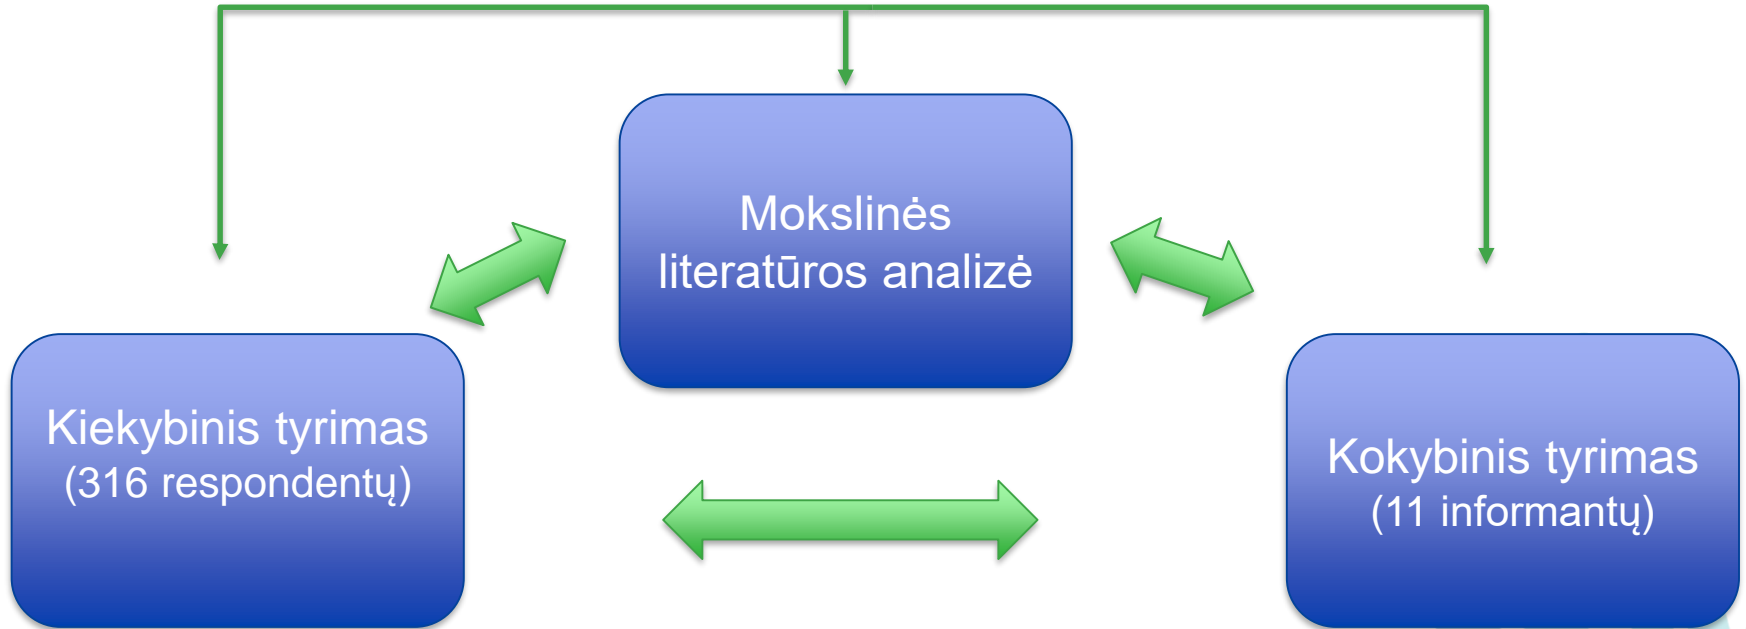 Mokslinės
literatūros analizė
Kiekybinis tyrimas
(316 respondentų)
Kokybinis tyrimas
(11 informantų)